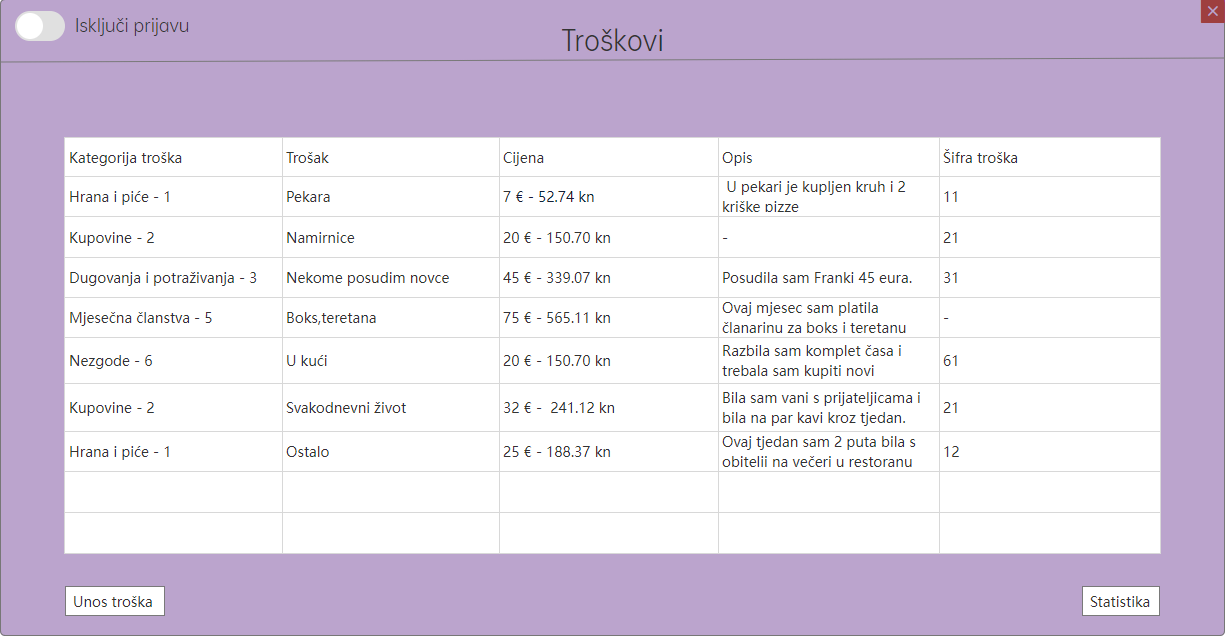 Isključi prijavu
Troškovi
Kategorija troška Trošak Cijena Opis Šifra troška
Hrana i piće - 1 Pekara 7 € - 52.74 kn U pekari je kupljen kruh i 2 kriške pizze 11
Kupovine - 2 Namirnice 20 € - 150.70 kn - 21
Dugovanja i potraživanja - 3 Nekome posudim novce 45 € - 339.07 kn Posudila sam Franki 45 eura. 31
Mjesečna članstva - 5 Boks,teretana 75 € - 565.11 kn Ovaj mjesec sam platila članarinu za boks i teretanu -
Nezgode - 6 U kući 20 € - 150.70 kn Razbila sam komplet časa i trebala sam kupiti novi 61
Kupovine - 2 Svakodnevni život 32 € - 241.12 kn Bila sam vani s prijateljicama i bila na par kavi kroz tjedan. 21
Hrana i piće - 1 Ostalo 25 € - 188.37 kn Ovaj tjedan sam 2 puta bila s obitelii na večeri u restoranu 12
Unos troška Statistika